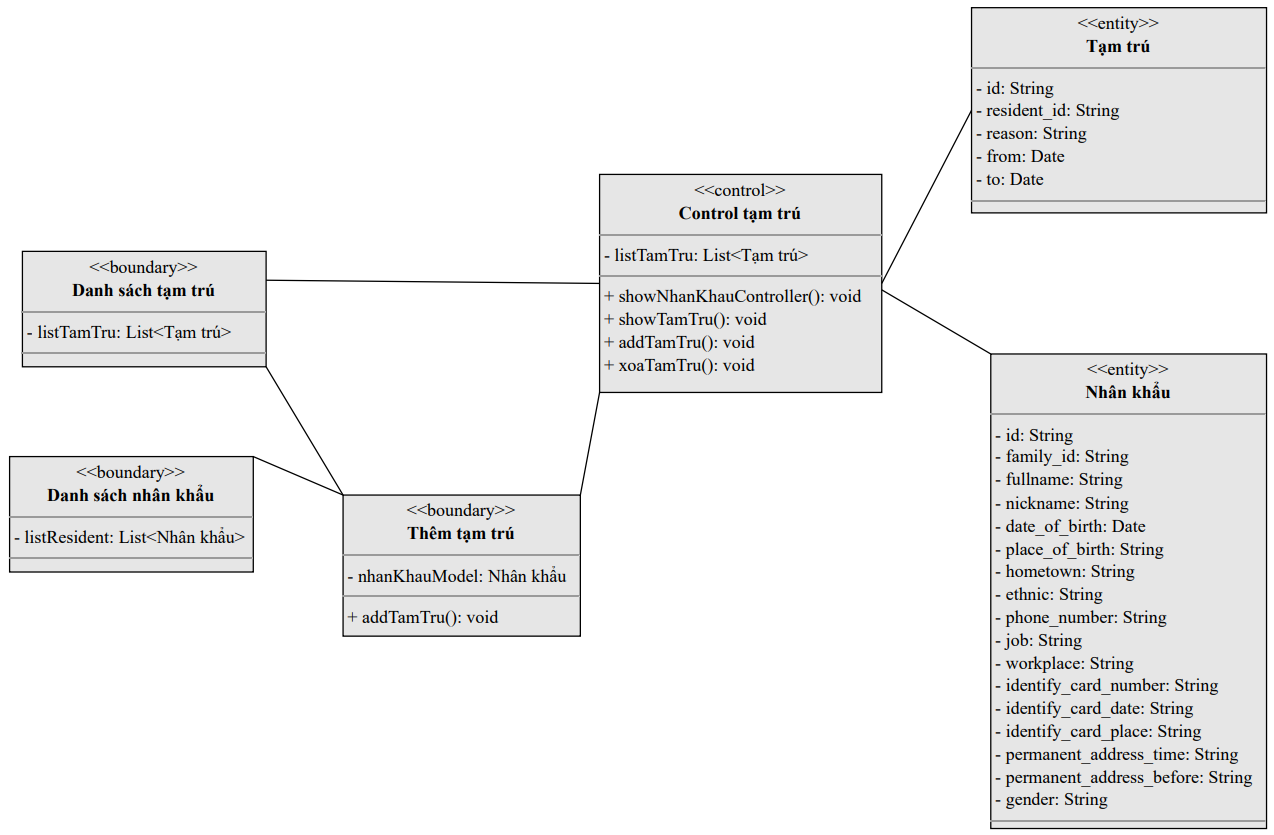 <<entity>>
Tạm trú
- id: String
- resident_id: String
- reason: String
- from: Date
- to: Date
<<control>>
Control tạm trú
- listTamTru: List<Tạm trú>
+ showNhanKhauController(): void
+ showTamTru(): void
+ addTamTru(): void
+ xoaTamTru(): void
<<boundary>>
Danh sách tạm trú
- listTamTru: List<Tạm trú>
<<boundary>>
Danh sách nhân khẩu
- listResident: List<Nhân khẩu>
<<boundary>>
Thêm tạm trú
- nhanKhauModel: Nhân khẩu
+ addTamTru(): void
<<entity>>
Nhân khẩu
- id: String
- family_id: String
- fullname: String
- nickname: String
- date_of_birth: Date
- place_of_birth: String
- hometown: String
- ethnic: String
- phone_number: String
- job: String
- workplace: String
- identify_card_number: String
- identify_card_date: String
- identify_card_place: String
- permanent_address_time: String
- permanent_address_before: String
- gender: String